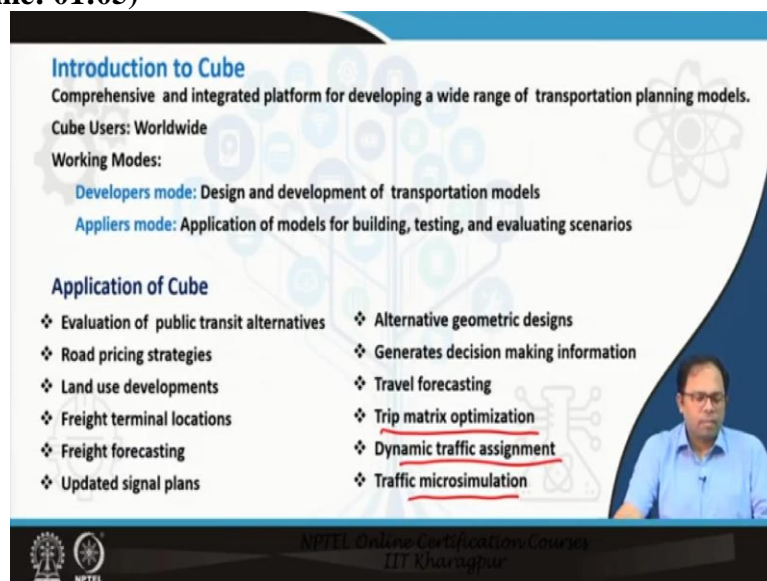 Time: 01:05)
Introduction to Cube
Comprehensive and integrated platform for developing a wide range of transportation planning models.
Cube Users: Worldwide
Working Modes:
Developers mode: Design and development of transportation models
Appliers mode: Application of models for building, testing, and evaluating scenarios
Application of Cube
❖ Evaluation of public transit alternatives
❖ Road pricing strategies
❖ Land use developments
❖ Freight terminal locations
❖ Freight forecasting
❖ Updated signal plans
❖ Alternative geometric designs
❖ Generates decision making information
❖ Travel forecasting
❖ Trip matrix optimization
❖ Dynamic traffic assignment
❖ Traffic microsimulation
NPTEL Online Certification Courses
IIT Kharagpur
NPTEL